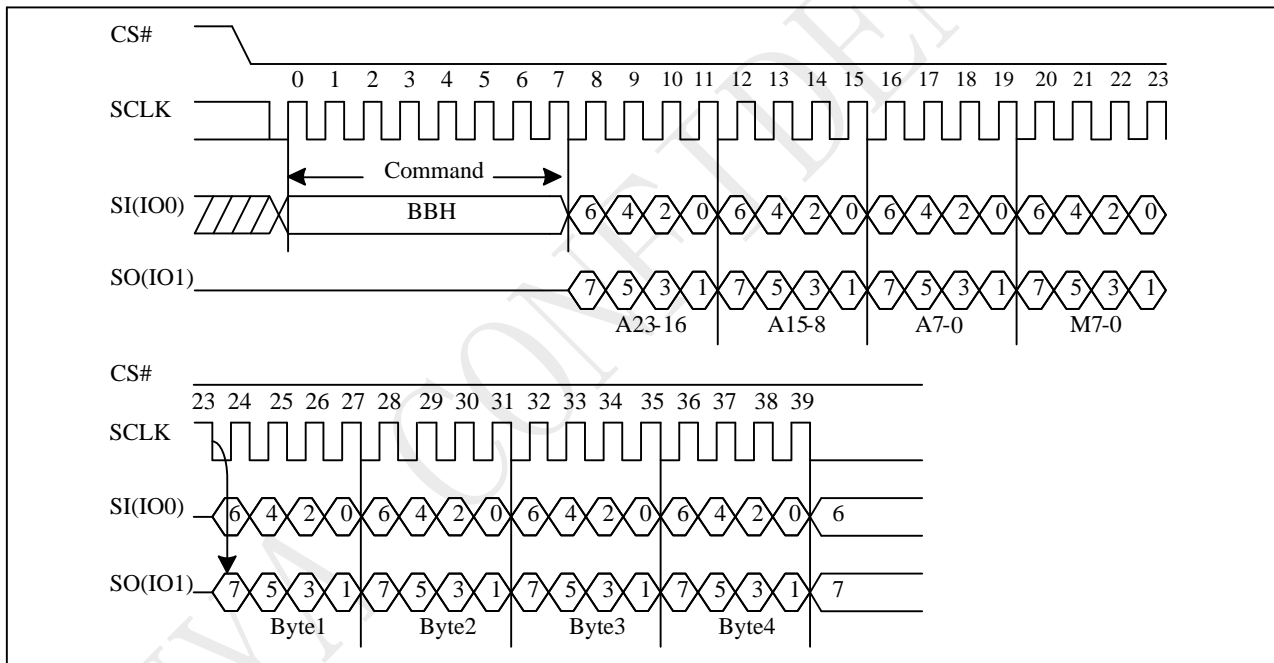 CS#
0 1 2 3 4 5 6 7 8 9 10 11 12 13 14 15 16 17 18 19 20 21 22 23
SCLK
Command
SI(IO0) BBH 6 4 2 0 6 4 2 0 6 4 2 0 6 4 2 0
SO(IO1) 7 5 3 1 7 5 3 1 7 5 3 1 7 5 3 1
A23-16 A15-8 A7-0 M7-0
CS#
23 24 25 26 27 28 29 30 31 32 33 34 35 36 37 38 39
SCLK
SI(IO0) 6 4 2 0 6 4 2 0 6 4 2 0 6 4 2 0 6
SO(IO1) 7 5 3 1 7 5 3 1 7 5 3 1 7 5 3 1 7
Byte1 Byte2 Byte3 Byte4